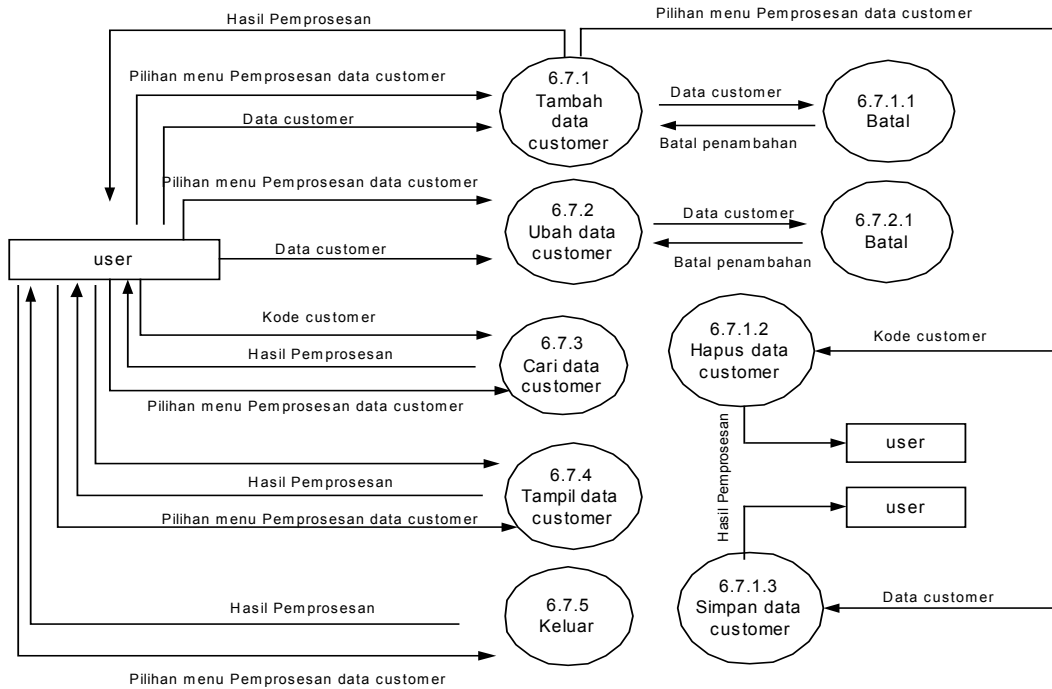 Hasil Pemprosesan
Pilihan menu Pemprosesan data customer
Pilihan menu Pemprosesan data customer
Data customer
6.7.1
Tambah
data
customer
Data customer
Batal penambahan
6.7.1.1
Batal
Pilihan menu Pemprosesan data customer
Data customer
6.7.2
Ubah data
customer
Data customer
Batal penambahan
6.7.2.1
Batal
user
Kode customer
Hasil Pemprosesan
Pilihan menu Pemprosesan data customer
6.7.3
Cari data
customer
6.7.1.2
Hapus data
customer
Kode customer
Hasil Pemprosesan
user
user
Hasil Pemprosesan
Pilihan menu Pemprosesan data customer
6.7.4
Tampil data
customer
Hasil Pemprosesan
Pilihan menu Pemprosesan data customer
6.7.5
Keluar
6.7.1.3
Simpan data
customer
Data customer